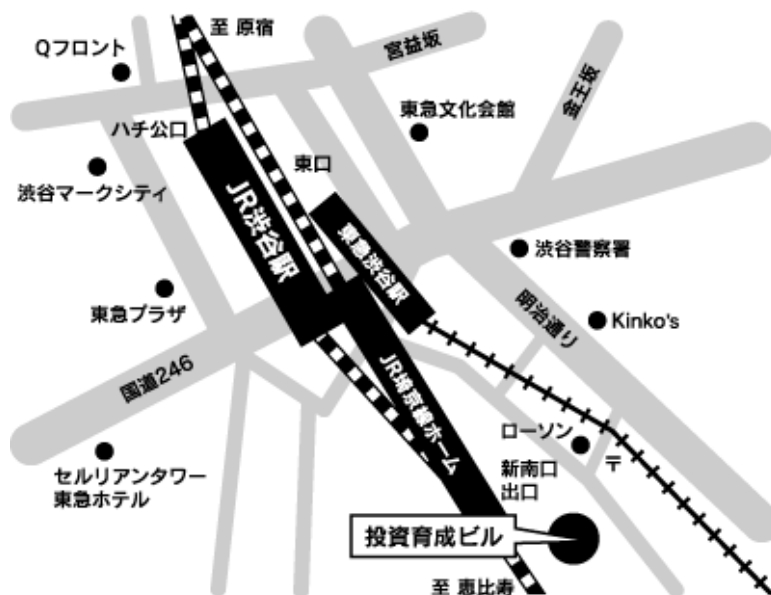 至 原宿
Qフロント
宮益坂
金王坂
ハチ公口
東急文化会館
東口
渋谷マークシティ
JR渋谷駅
東急渋谷駅
渋谷警察署
東急プラザ
明治通り
Kinko's
国道246
JR埼京線ホーム
ローソン
セルリアンタワー
東急ホテル
新南口
出口
〒
投資育成ビル
至 恵比寿